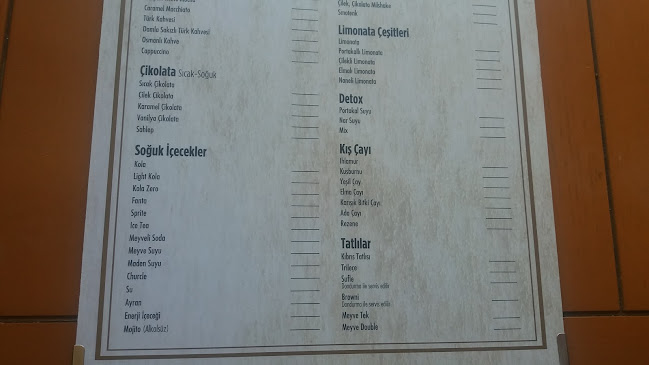 Caramel Macchiato
Türk Kahvesi
Damla Sakızlı Türk Kahvesi
Osmanlı Kahve
Cappuccino
Çikolata Sıcak-Soğuk
Sıcak Çikolata
Çilek Çikolata
Karamel Çikolata
Vanilya Çikolata
Sahlep
Soğuk İçecekler
Kola
Light Kola
Kola Zero
Fanta
Sprite
Ice Tea
Meyveli Soda
Meyve Suyu
Maden Suyu
Churcie
Su
Ayran
Enerji İçeceği
Mojito (Alkolsüz)
Çilek, Çikolata Milshake
Limonata Çeşitleri
Limonata
Portakallı Limonata
Çilekli Limonata
Elmalı Limonata
Naneli Limonata
Detox
Portakal Suyu
Nar Suyu
Mix
Kış Çayı
Ihlamur
Kuşburnu
Yeşil Çay
Elma Çayı
Karışık Bitki Çayı
Ada Çayı
Rezene
Tatlılar
Kıbrıs Tatlısı
Trilece
Sufle
Dondurma ile servis edilir
Browni
Dondurma ile servis edilir
Meyve Tek
Meyve Double